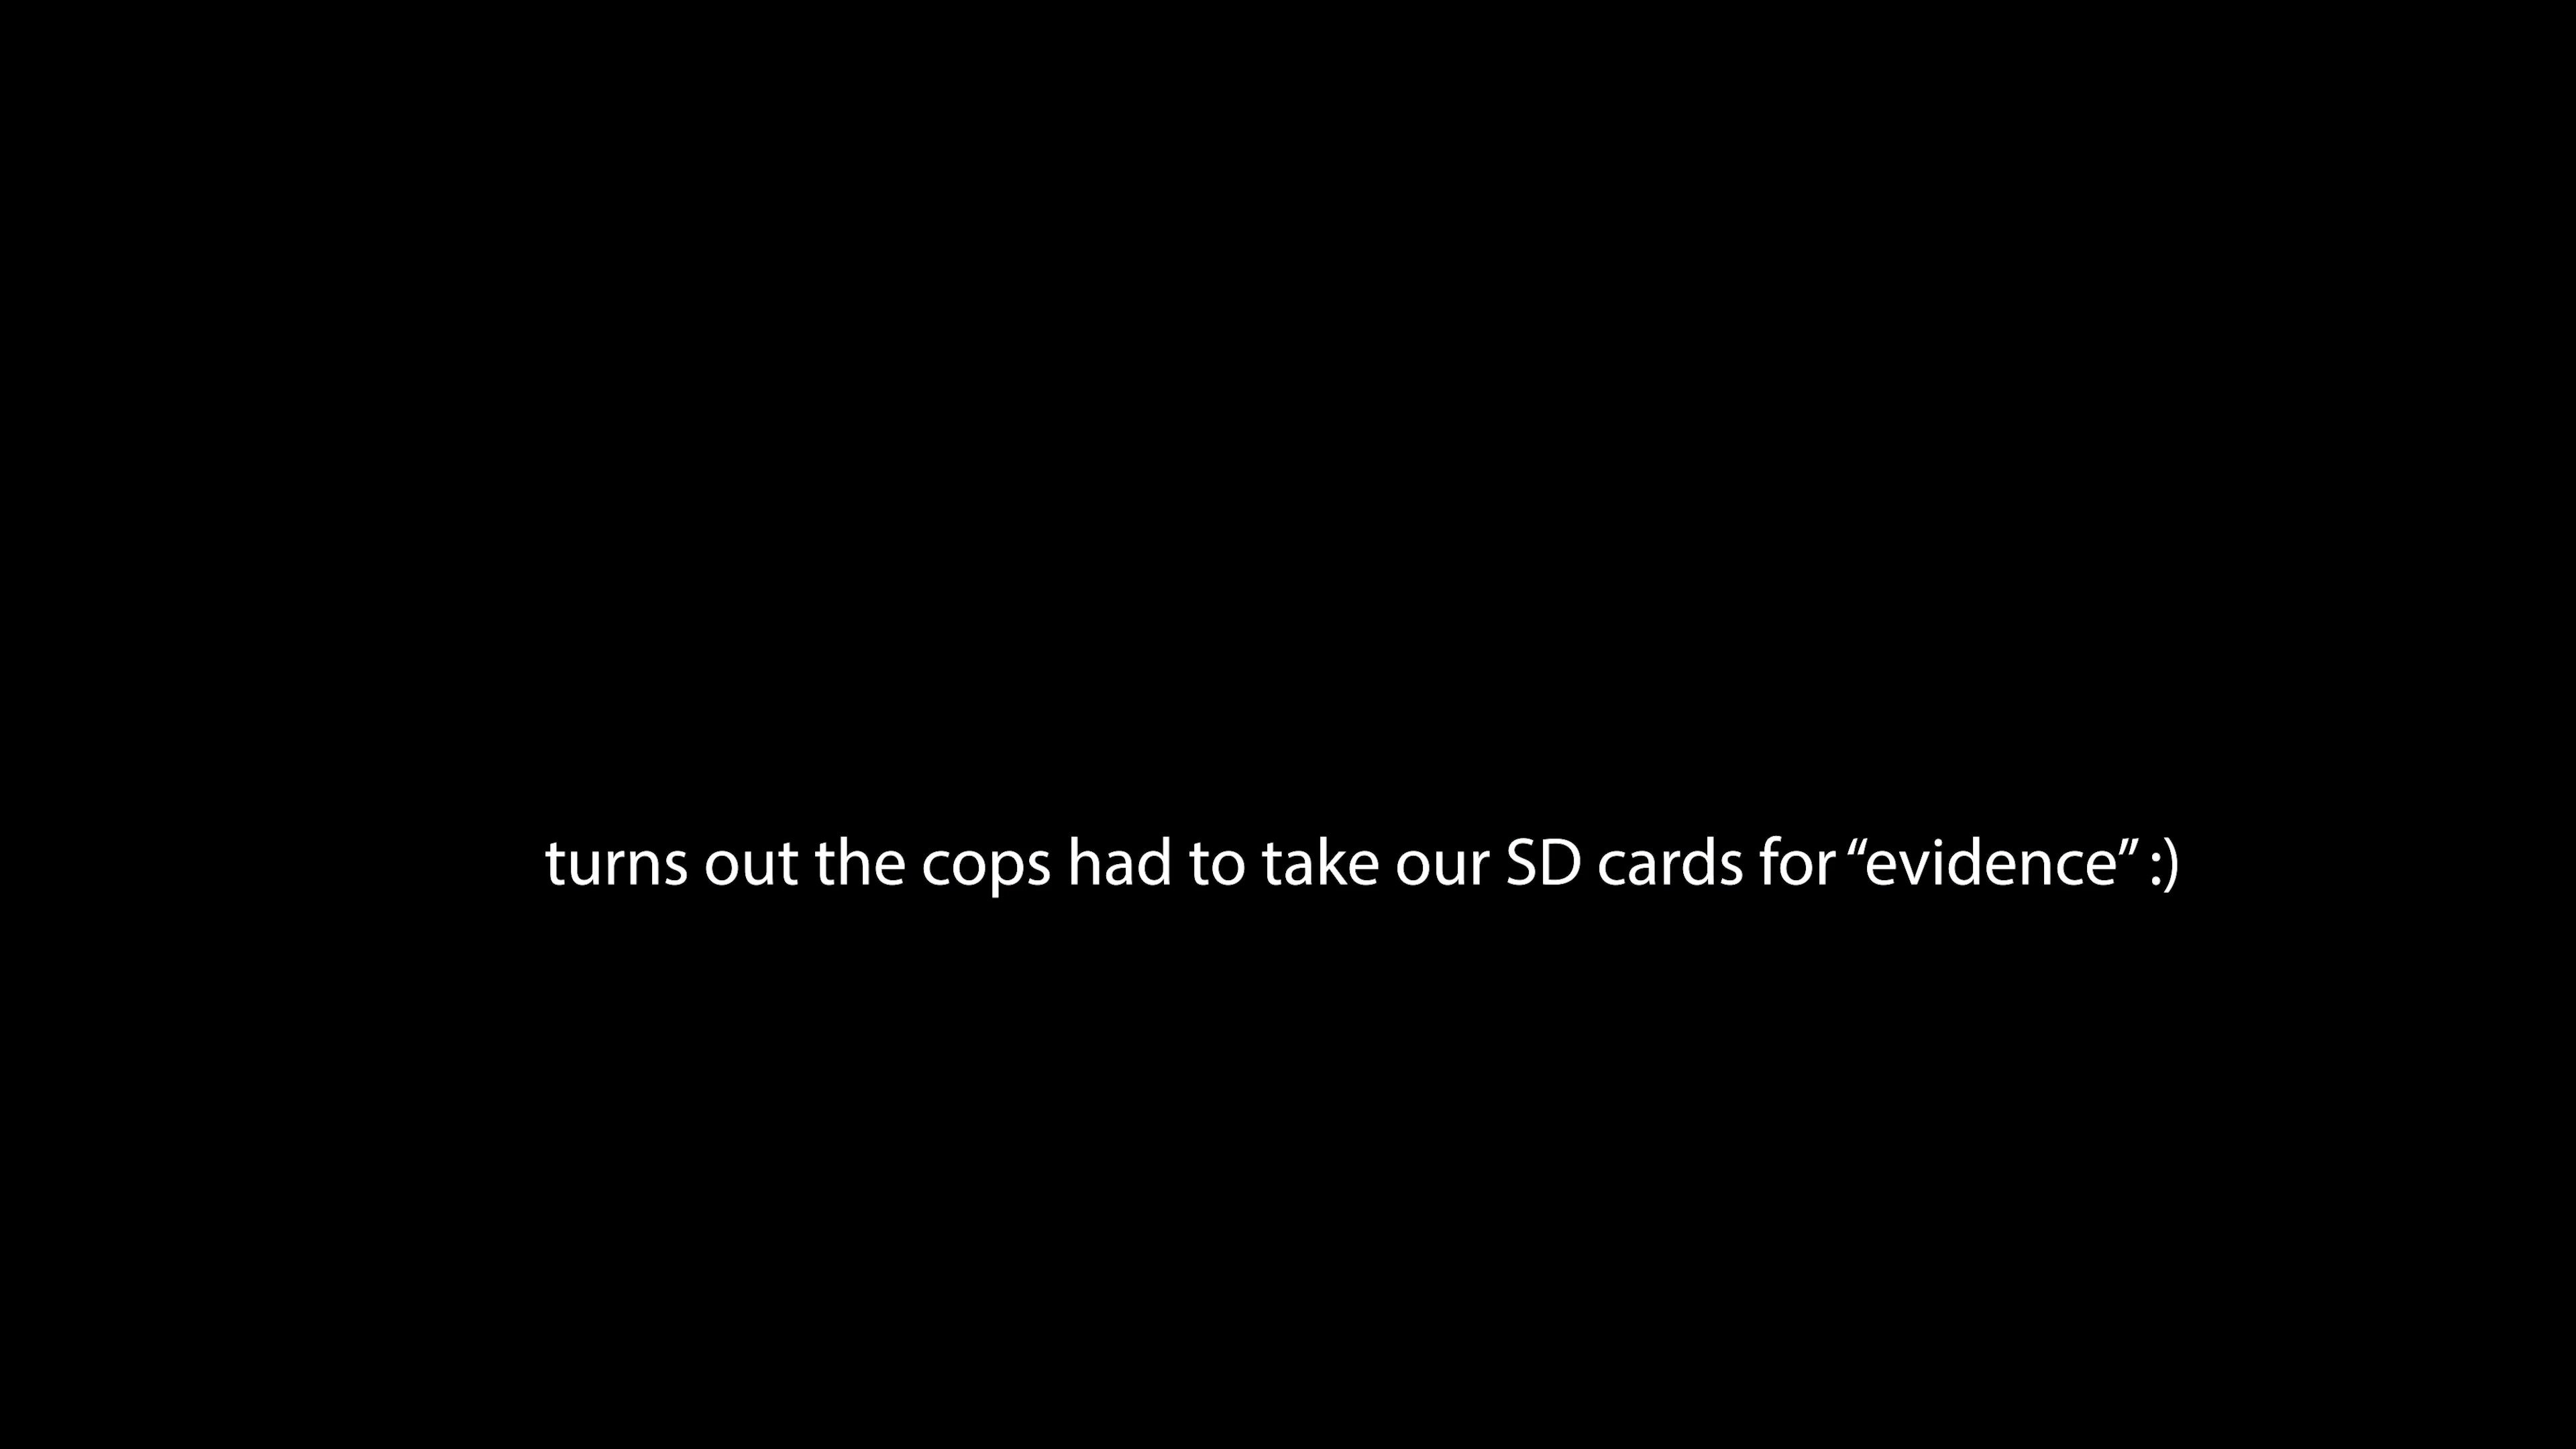 turns out the cops had to take our SD cards for “evidence” :)